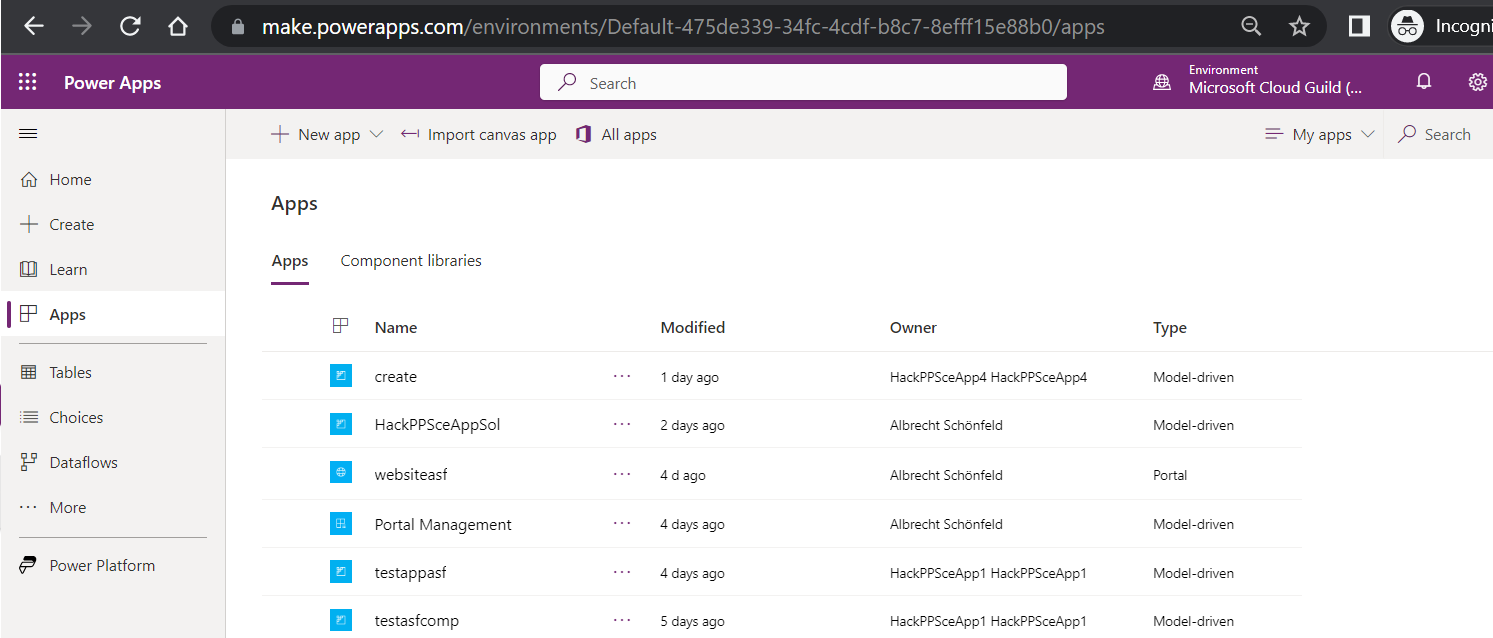 make.powerapps.com/environments/Default-475de339-34fc-4cdf-b8c7-8efff15e88b0/apps Incogni
Power Apps Search Environment
Microsoft Cloud Guild (...
New app Import canvas app All apps My apps Search
Home
Create
Learn
Apps
Tables
Choices
Dataflows
More
Power Platform
Apps
Apps Component libraries
Name Modified Owner Type
create ... 1 day ago HackPPSceApp4 HackPPSceApp4 Model-driven
HackPPSceAppSol ... 2 days ago Albrecht Schönfeld Model-driven
websiteasf ... 4 d ago Albrecht Schönfeld Portal
Portal Management ... 4 days ago Albrecht Schönfeld Model-driven
testappasf ... 4 days ago HackPPSceApp1 HackPPSceApp1 Model-driven
testasfcomp ... 5 days ago HackPPSceApp1 HackPPSceApp1 Model-driven